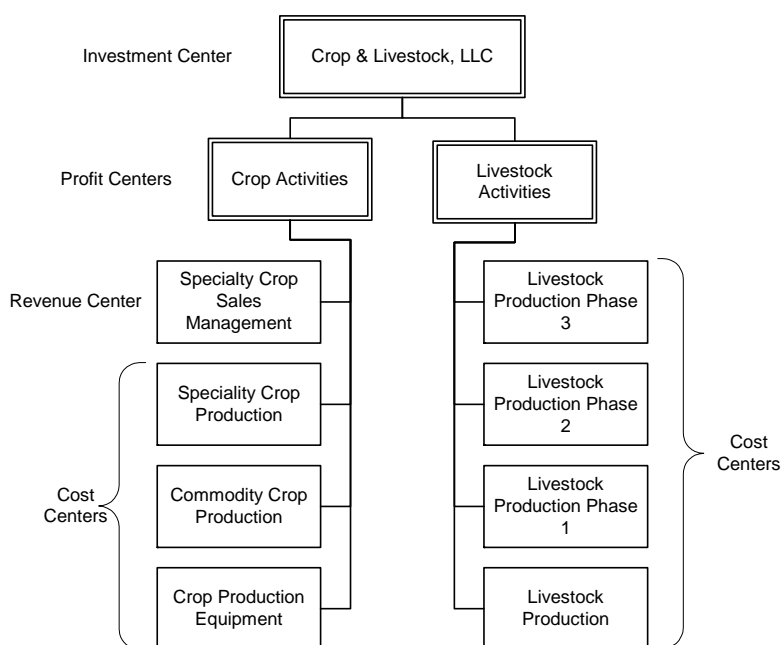 Investment Center
Crop & Livestock, LLC
Profit Centers
Crop Activities
Livestock
Activities
Revenue Center
Specialty Crop
Sales
Management
Livestock
Production Phase
3
Speciality Crop
Production
Livestock
Production Phase
2
Cost
Centers
Cost
Centers
Commodity Crop
Production
Livestock
Production Phase
1
Crop Production
Equipment
Livestock
Production